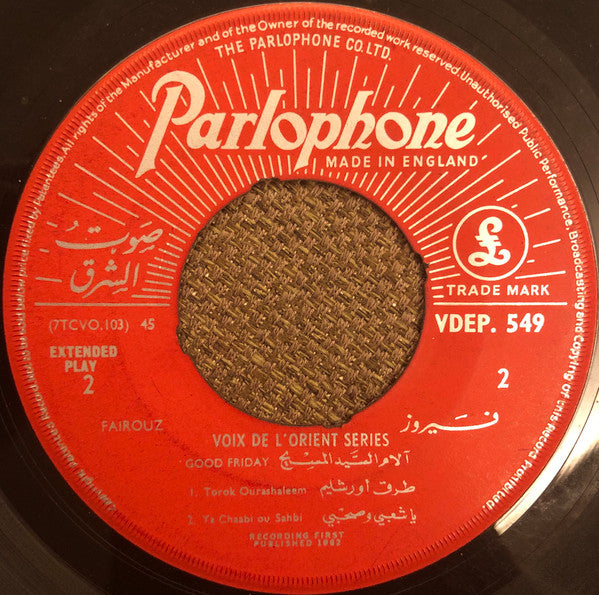 All rights of the Manufacturer and of the Owner of the recorded work reserved. Unauthorised Public Performance, Broadcasting and Copying of this Record Prohibited.
THE PARLOPHONE CO. LTD.
Parlophone
MADE IN ENGLAND
صوت
الشرق
£
TRADE MARK
(7TCVO.103) 45
VDEP. 549
EXTENDED
PLAY
2
2
FAIROUZ
فيروز
VOIX DE L'ORIENT SERIES
GOOD FRIDAY آلام السيد المسيح
1. Torok Ourashaleem طرق أورشليم
2. Ya Chaabi ou Sahbi يا شعبي وصحبي
RECORDING FIRST
PUBLISHED 1962